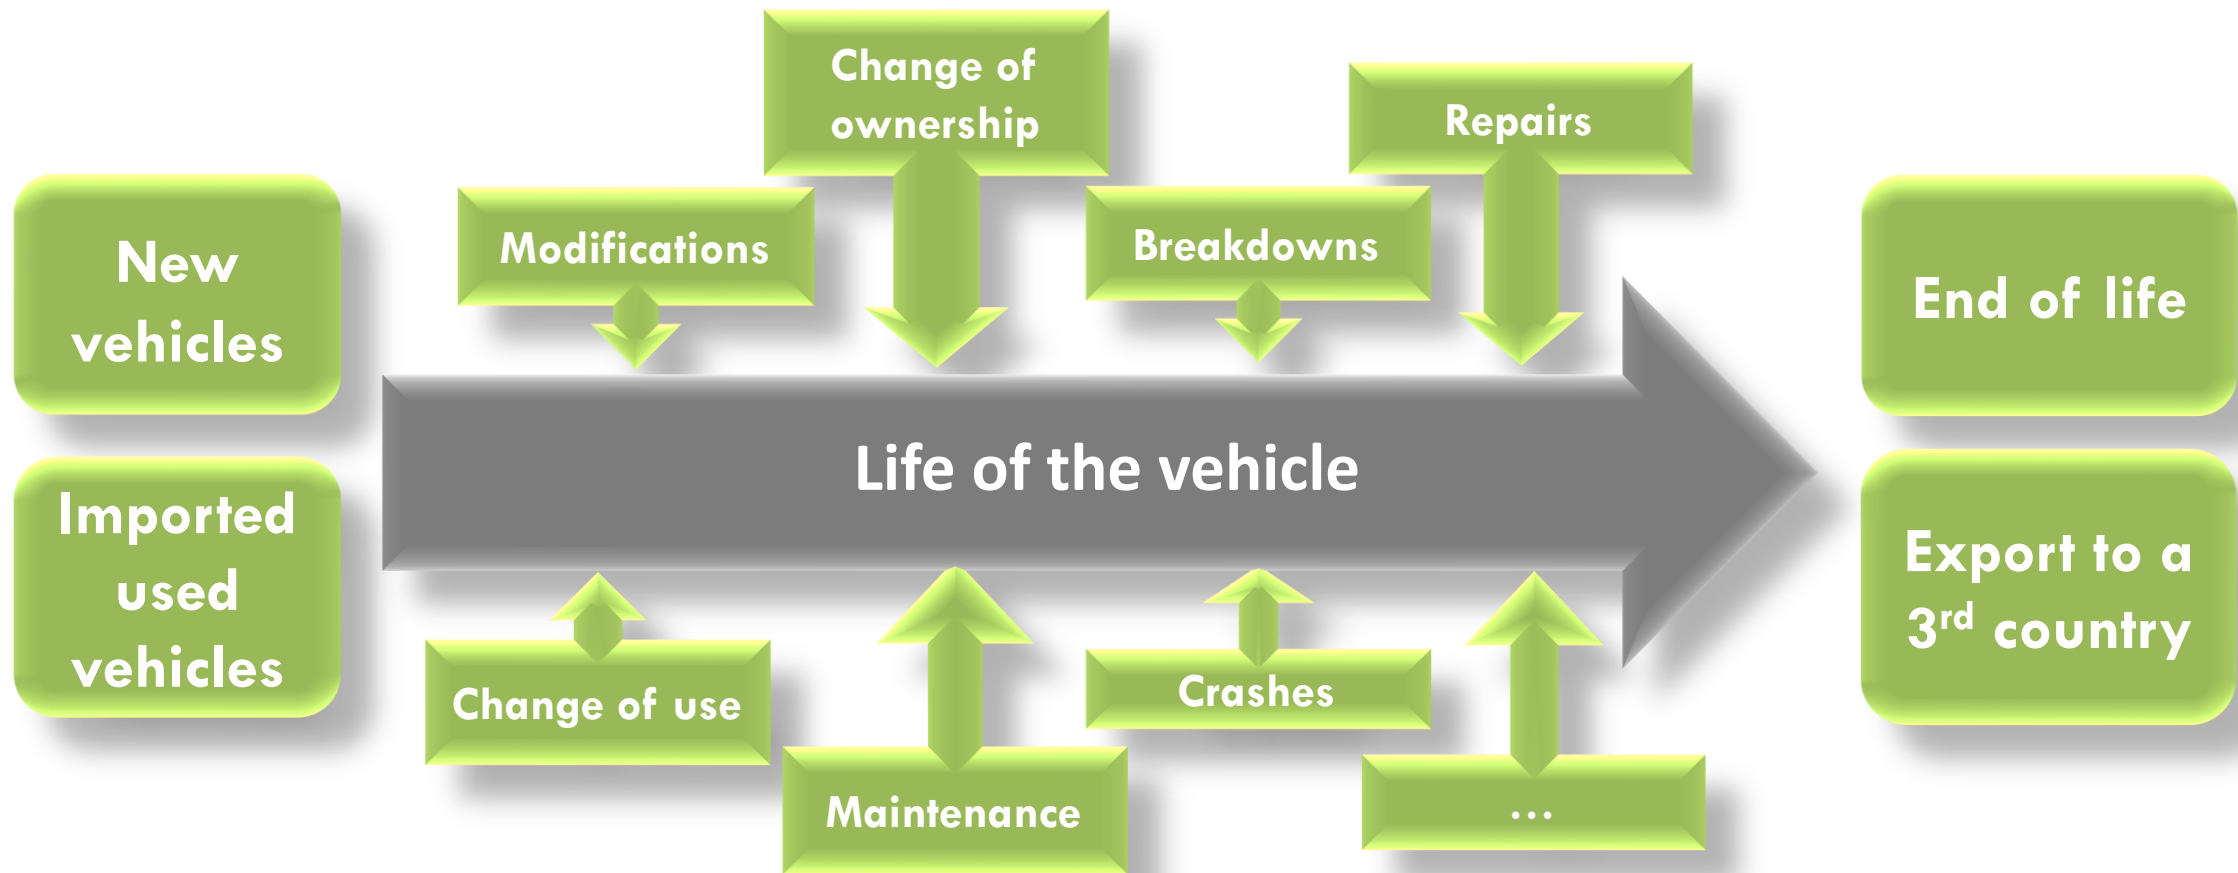 New
vehicles
Imported
used
vehicles
Modifications
Change of
ownership
Breakdowns
Repairs
Life of the vehicle
Change of use
Maintenance
Crashes
...
End of life
Export to a
3rd country